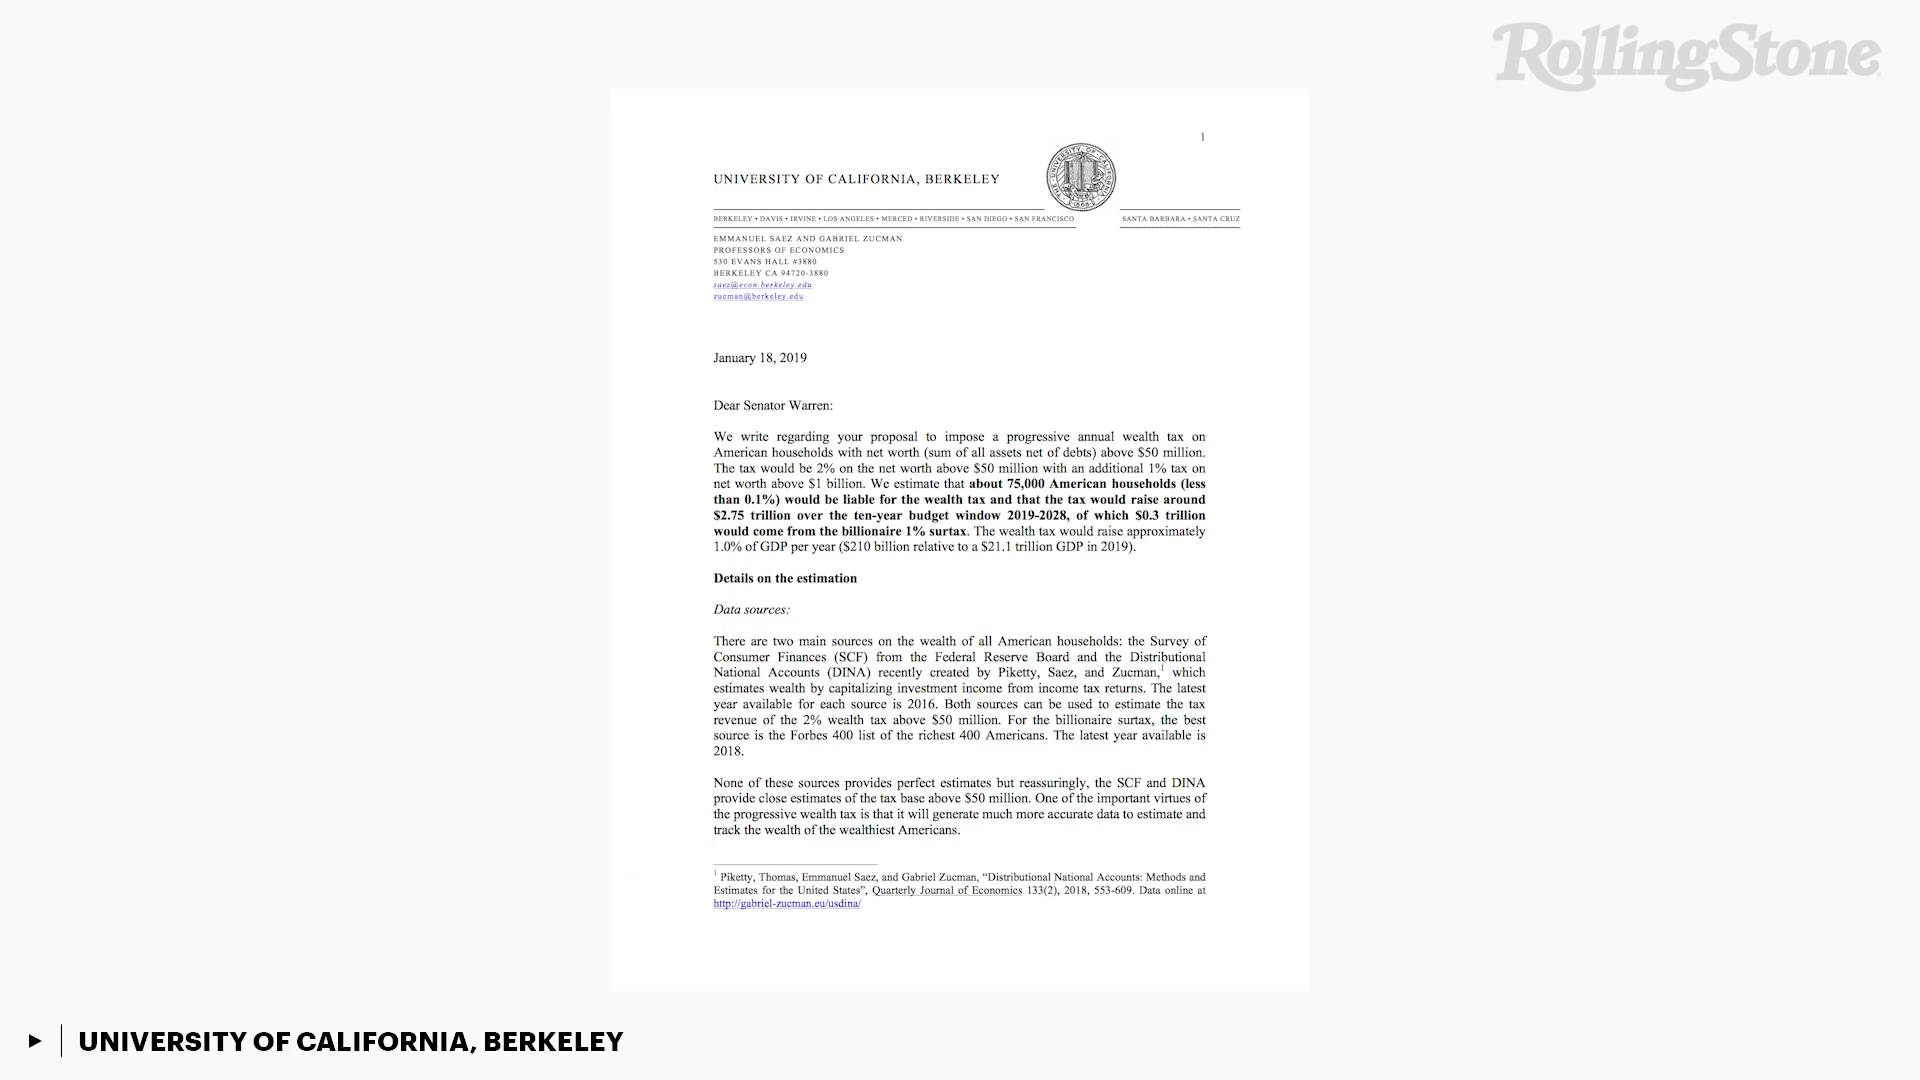 RollingStone
1
UNIVERSITY OF CALIFORNIA, BERKELEY
BERKELEY • DAVIS • IRVINE • LOS ANGELES • MERCED • RIVERSIDE • SAN DIEGO • SAN FRANCISCO
SANTA BARBARA • SANTA CRUZ
EMMANUEL SAEZ AND GABRIEL ZUCMAN
PROFESSORS OF ECONOMICS
530 EVANS HALL #3880
BERKELEY CA 94720-3880
saez@econ.berkeley.edu
zucman@berkeley.edu
January 18, 2019
Dear Senator Warren:
We write regarding your proposal to impose a progressive annual wealth tax on
American households with net worth (sum of all assets net of debts) above $50 million.
The tax would be 2% on the net worth above $50 million with an additional 1% tax on
net worth above $1 billion. We estimate that about 75,000 American households (less
than 0.1%) would be liable for the wealth tax and that the tax would raise around
$2.75 trillion over the ten-year budget window 2019-2028, of which $0.3 trillion
would come from the billionaire 1% surtax. The wealth tax would raise approximately
1.0% of GDP per year ($210 billion relative to a $21.1 trillion GDP in 2019).
Details on the estimation
Data sources:
There are two main sources on the wealth of all American households: the Survey of
Consumer Finances (SCF) from the Federal Reserve Board and the Distributional
National Accounts (DINA) recently created by Piketty, Saez, and Zucman,1 which
estimates wealth by capitalizing investment income from income tax returns. The latest
year available for each source is 2016. Both sources can be used to estimate the tax
revenue of the 2% wealth tax above $50 million. For the billionaire surtax, the best
source is the Forbes 400 list of the richest 400 Americans. The latest year available is
2018.
None of these sources provides perfect estimates but reassuringly, the SCF and DINA
provide close estimates of the tax base above $50 million. One of the important virtues of
the progressive wealth tax is that it will generate much more accurate data to estimate and
track the wealth of the wealthiest Americans.
1 Piketty, Thomas, Emmanuel Saez, and Gabriel Zucman, “Distributional National Accounts: Methods and
Estimates for the United States”, Quarterly Journal of Economics 133(2), 2018, 553-609. Data online at
http://gabriel-zucman.eu/usdina/
UNIVERSITY OF CALIFORNIA, BERKELEY